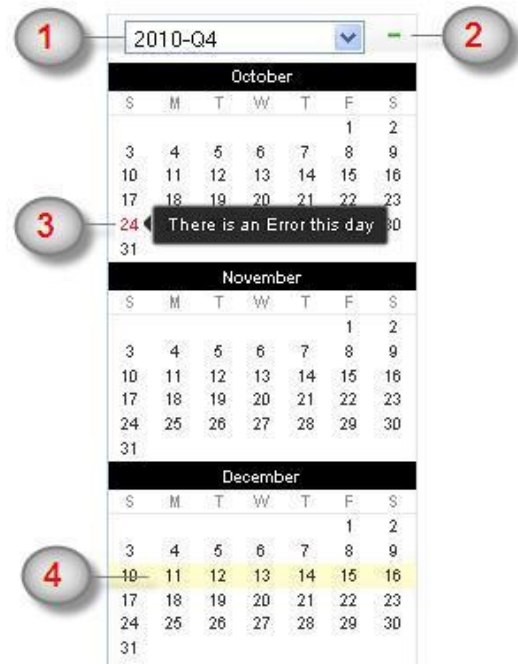 1 2010-Q4 2
October
S M T W T F S
1 2
3 4 5 6 7 8 9
10 11 12 13 14 15 16
17 18 19 20 21 22 23
3 24 There is an Error this day 30
31
November
S M T W T F S
1 2
3 4 5 6 7 8 9
10 11 12 13 14 15 16
17 18 19 20 21 22 23
24 25 26 27 28 29 30
31
December
S M T W T F S
1 2
3 4 5 6 7 8 9
4 10 11 12 13 14 15 16
17 18 19 20 21 22 23
24 25 26 27 28 29 30
31